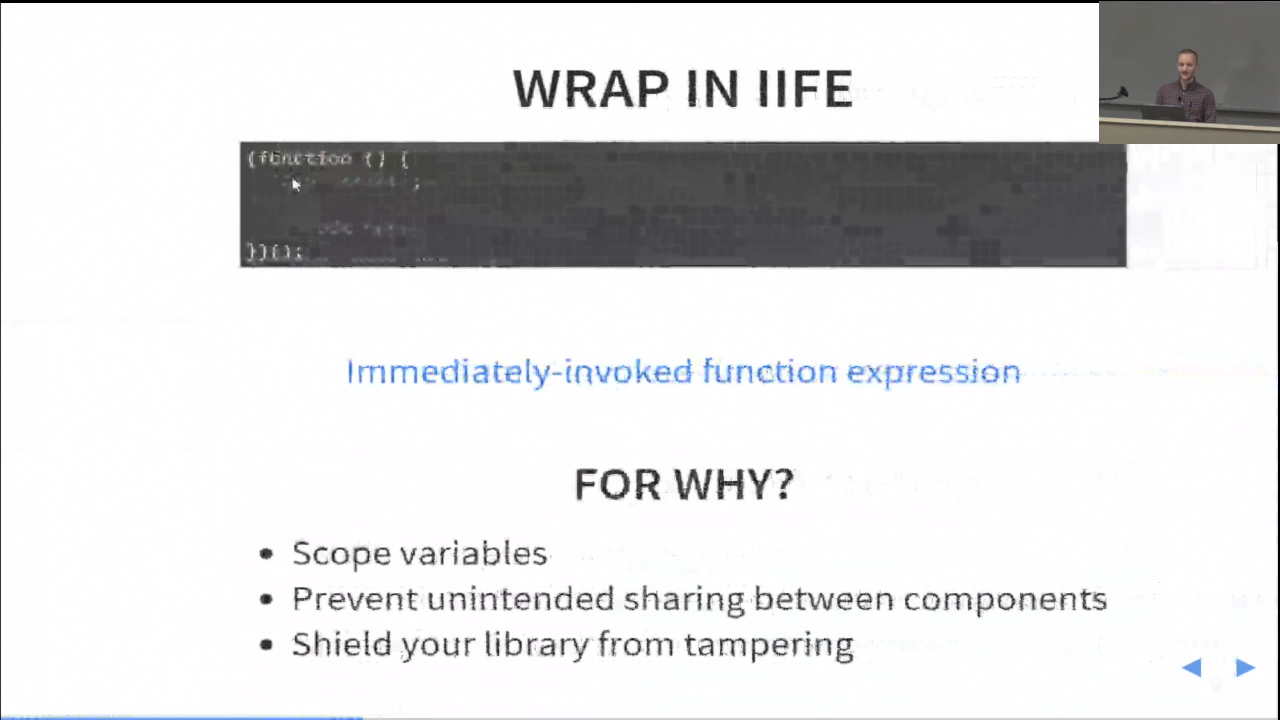 WRAP IN IIFE
(function () {
})();
Immediately-invoked function expression
FOR WHY?
• Scope variables
• Prevent unintended sharing between components
• Shield your library from tampering